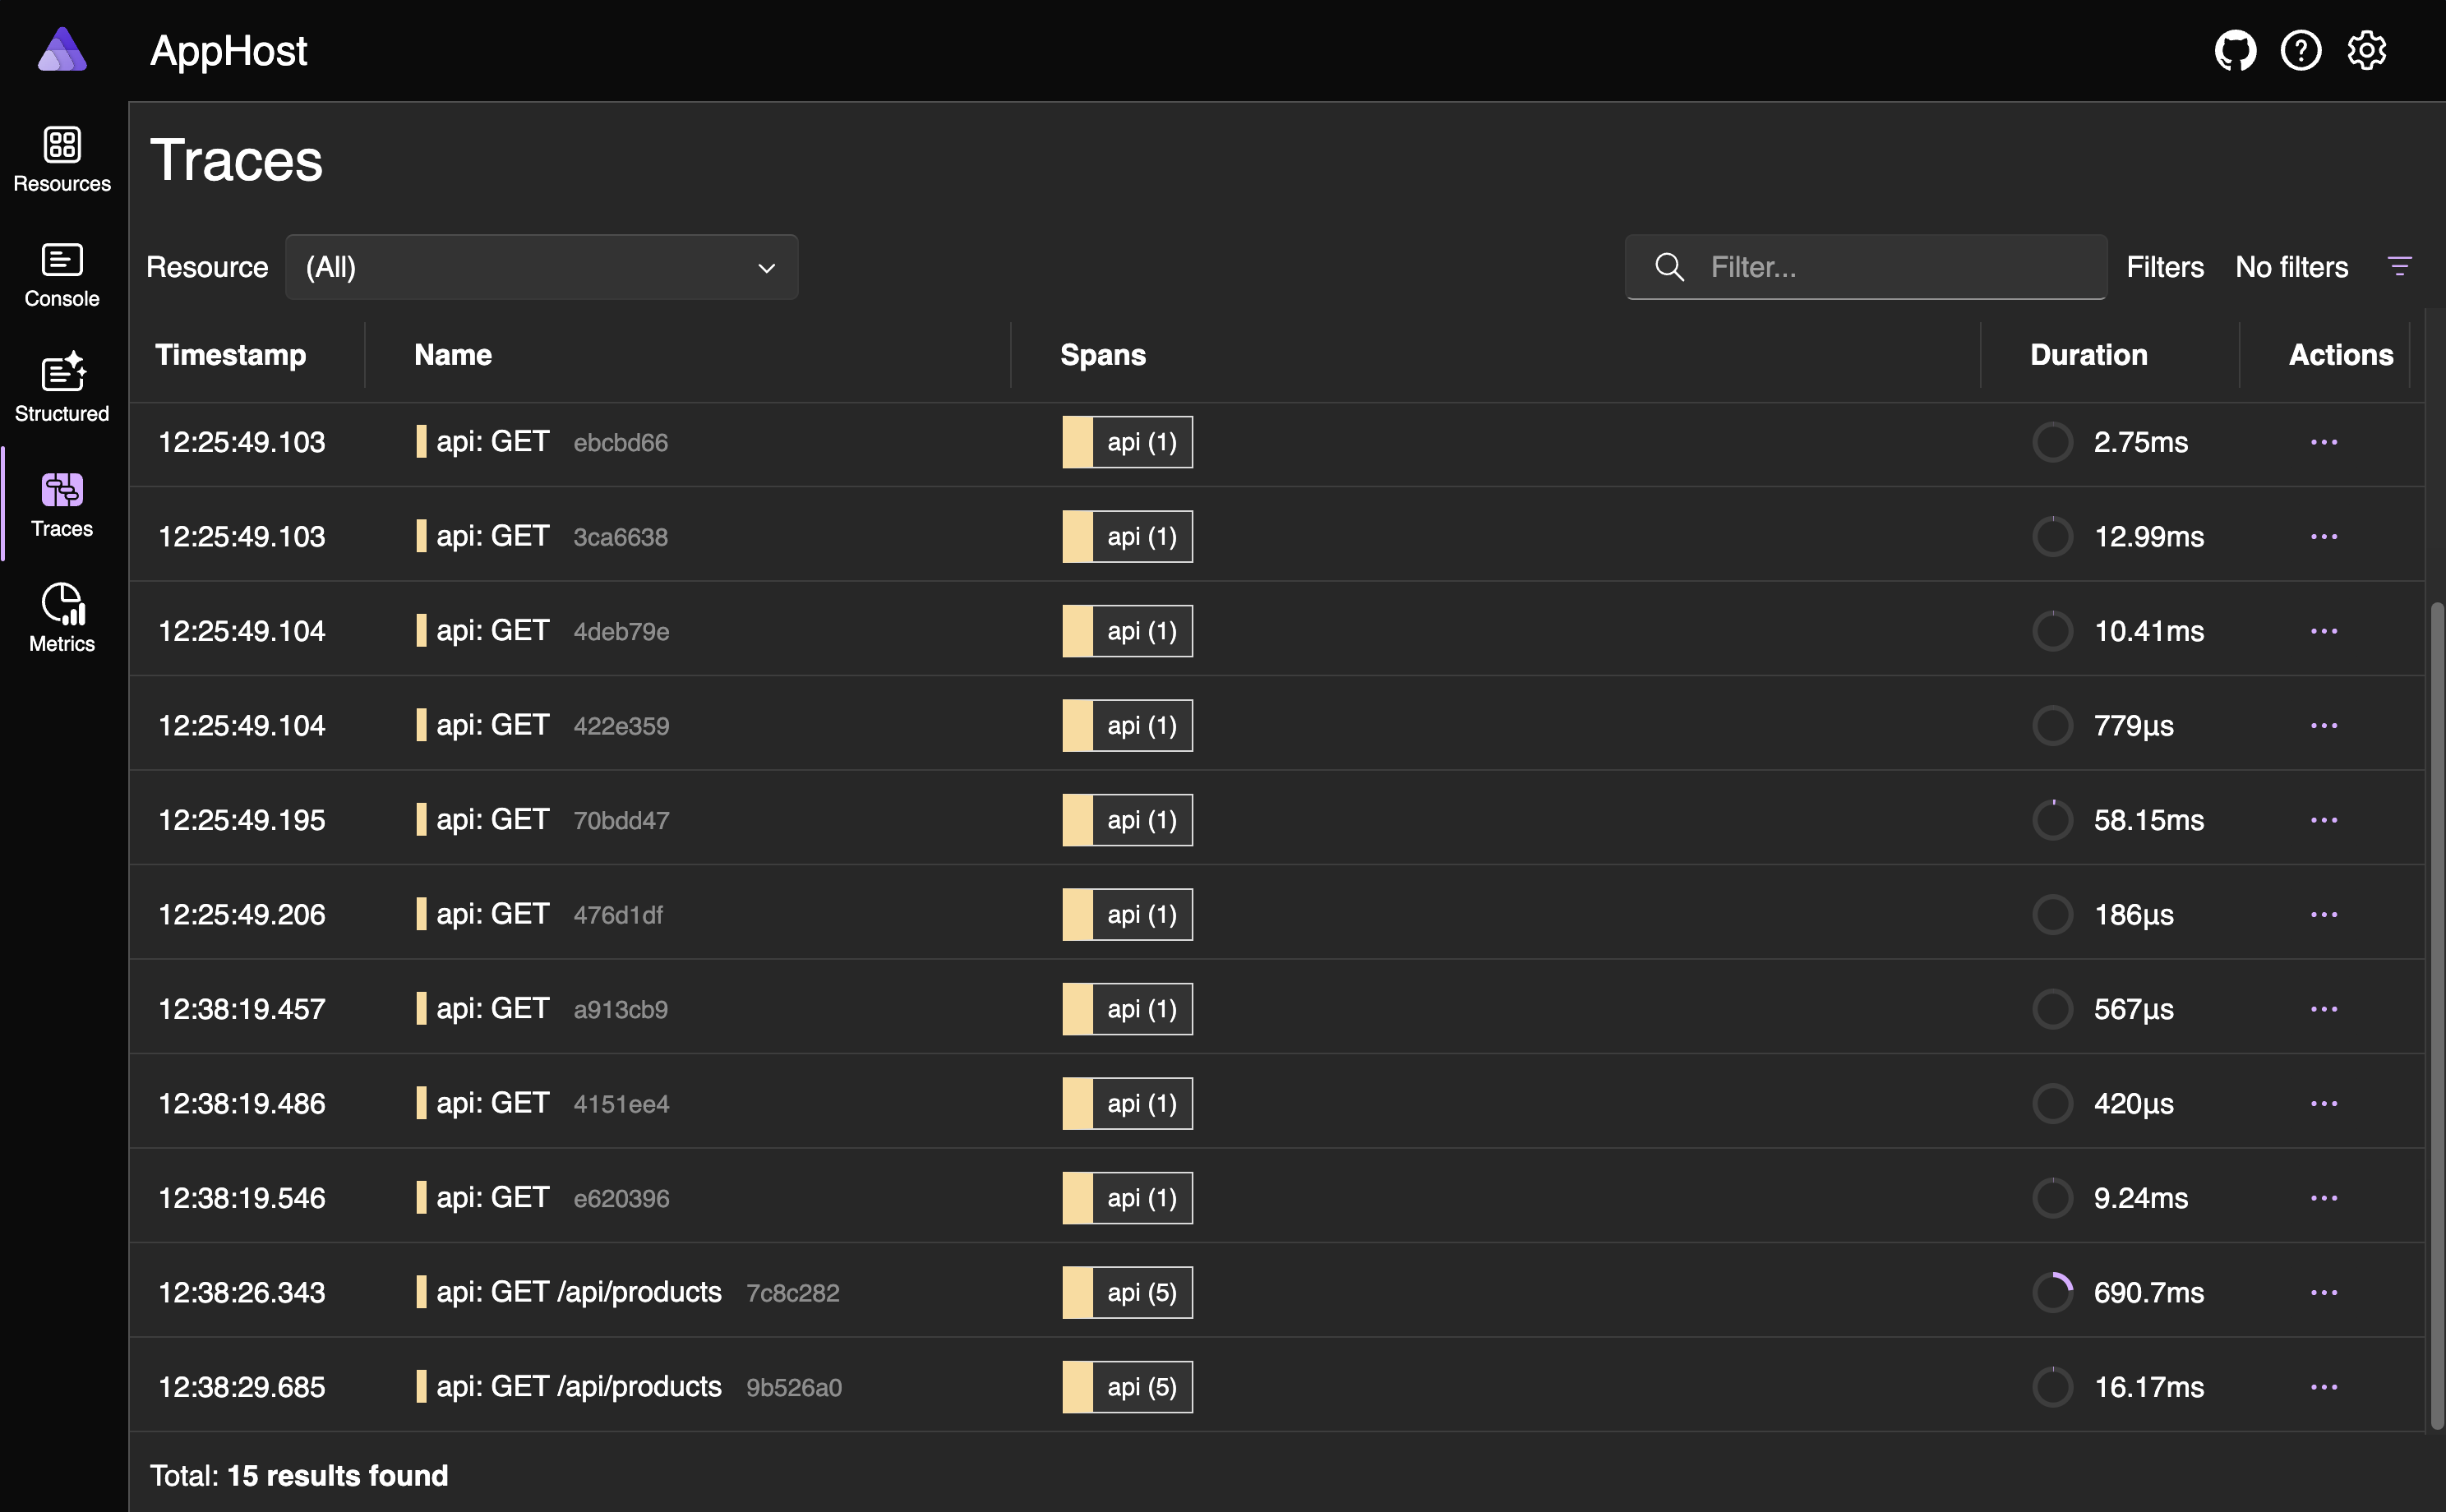 AppHost
Resources
Console
Structured
Traces
Metrics
Traces
Resource (All) Filter... Filters No filters
Timestamp Name Spans Duration Actions
12:25:49.103 api: GET ebcbd66 api (1) 2.75ms ...
12:25:49.103 api: GET 3ca6638 api (1) 12.99ms ...
12:25:49.104 api: GET 4deb79e api (1) 10.41ms ...
12:25:49.104 api: GET 422e359 api (1) 779µs ...
12:25:49.195 api: GET 70bdd47 api (1) 58.15ms ...
12:25:49.206 api: GET 476d1df api (1) 186µs ...
12:38:19.457 api: GET a913cb9 api (1) 567µs ...
12:38:19.486 api: GET 4151ee4 api (1) 420µs ...
12:38:19.546 api: GET e620396 api (1) 9.24ms ...
12:38:26.343 api: GET /api/products 7c8c282 api (5) 690.7ms ...
12:38:29.685 api: GET /api/products 9b526a0 api (5) 16.17ms ...
Total: 15 results found